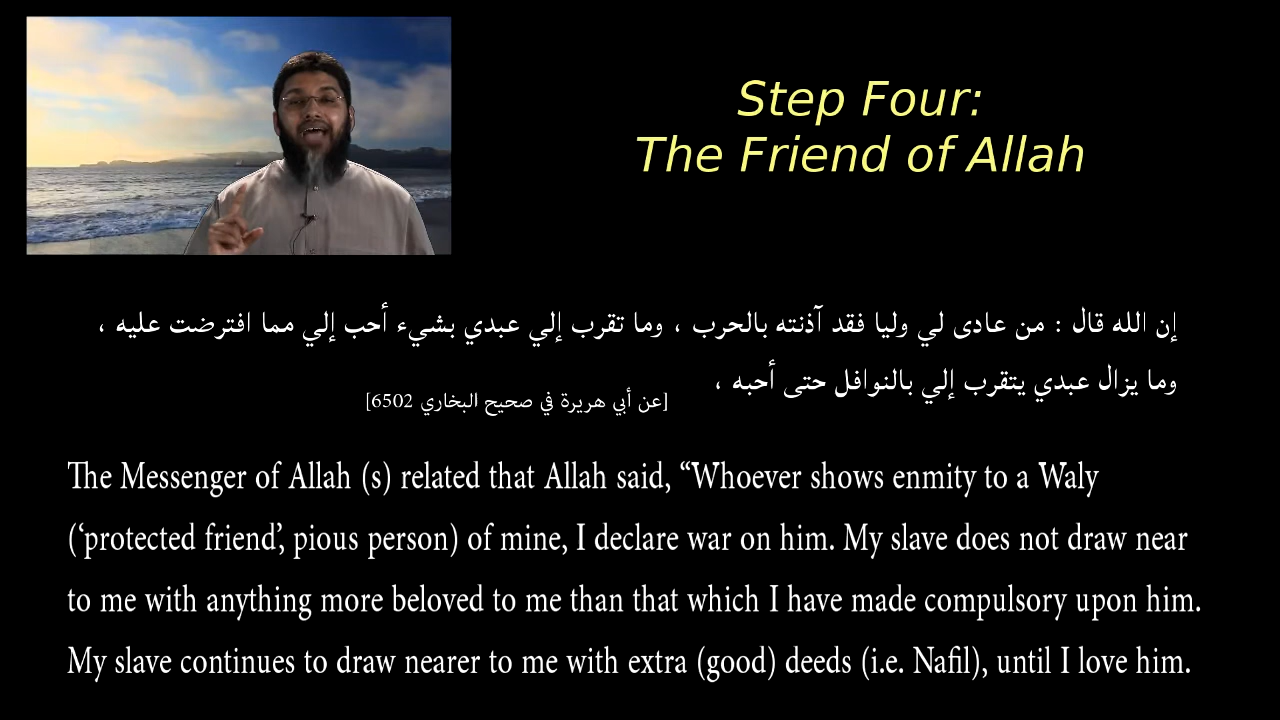 Step Four:
The Friend of Allah
إن الله قال : من عادى لي وليا فقد آذنته بالحرب ، وما تقرب إلي عبدي بشيء أحب إلي مما افترضت عليه ،
وما يزال عبدي يتقرب إلي بالنوافل حتى أحبه ،
[عن أبي هريرة في صحيح البخاري 6502]
The Messenger of Allah (s) related that Allah said, “Whoever shows enmity to a Waly
(‘protected friend’, pious person) of mine, I declare war on him. My slave does not draw near
to me with anything more beloved to me than that which I have made compulsory upon him.
My slave continues to draw nearer to me with extra (good) deeds (i.e. Nafil), until I love him.